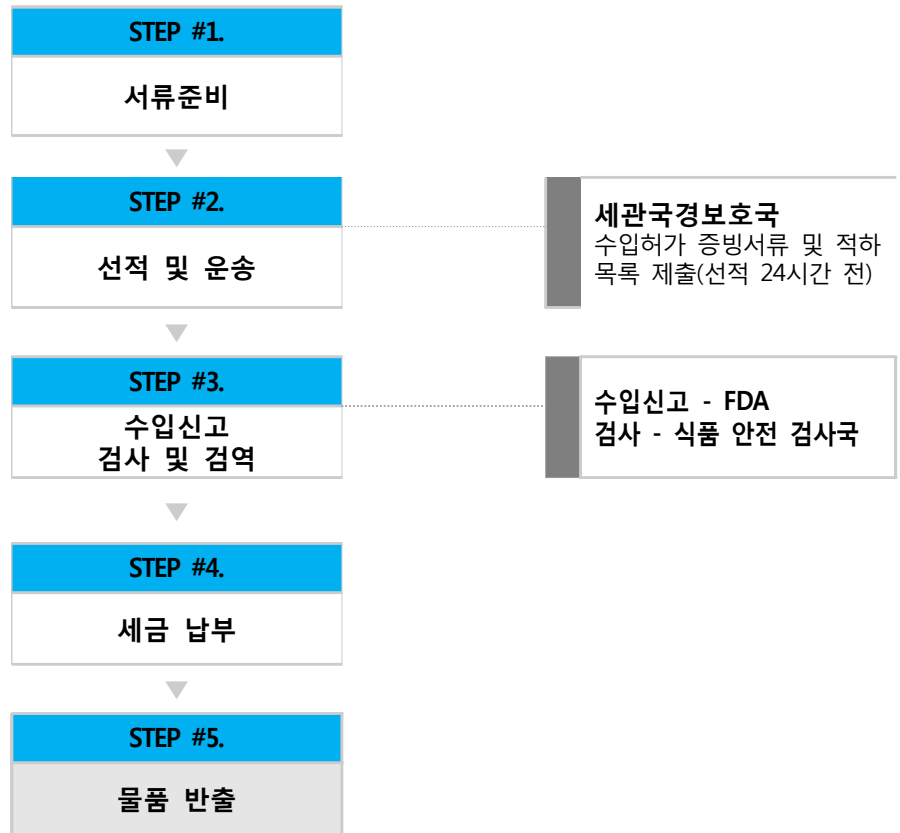 STEP #1.
서류준비
STEP #2.
선적 및 운송
세관국경보호국
수입허가 증빙서류 및 적하
목록 제출(선적 24시간 전)
STEP #3.
수입신고
검사 및 검역
수입신고 - FDA
검사 - 식품 안전 검사국
STEP #4.
세금 납부
STEP #5.
물품 반출